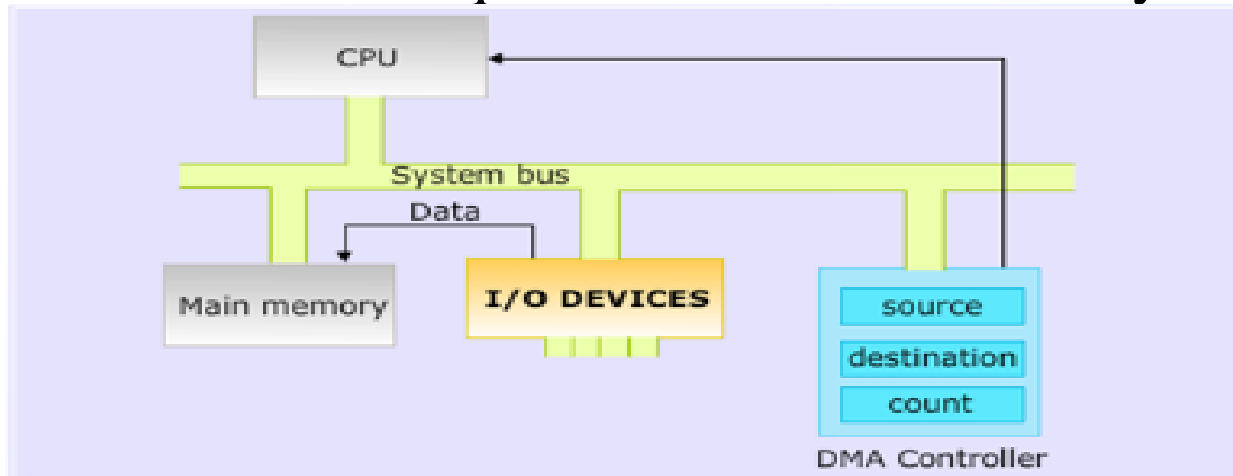 CPU
System bus
Data
Main memory
I/O DEVICES
source
destination
count
DMA Controller